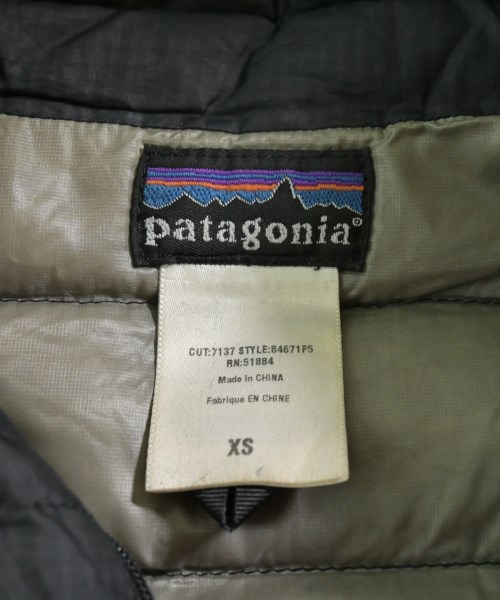 patagonia®
CUT:7137 STYLE:84671F5
RN:51884
Made in CHINA
Fabrique EN CHINE
XS